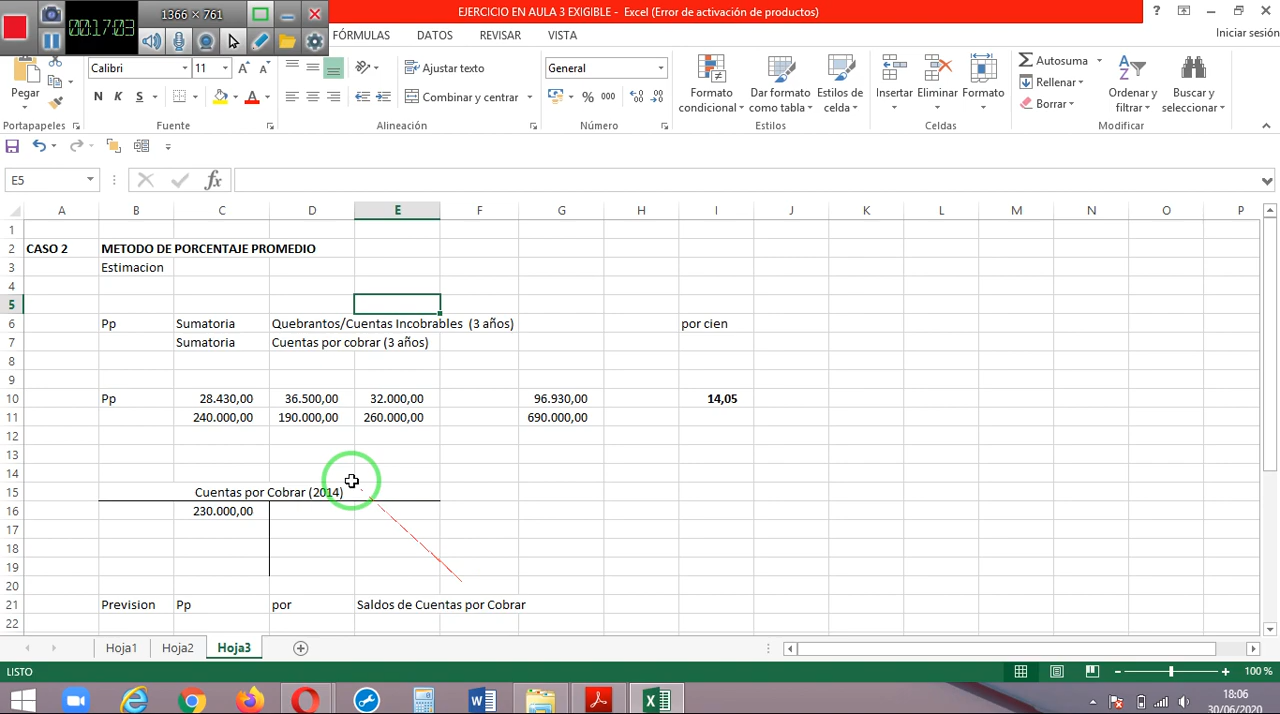 1366 × 761
EJERCICIO EN AULA 3 EXIGIBLE - Excel (Error de activación de productos)
00:17:03
FÓRMULAS DATOS REVISAR VISTA
Iniciar sesión
Pegar
Calibri 11
N K S
Ajustar texto
Combinar y centrar
General
% 000
Formato condicional
Dar formato como tabla
Estilos de celda
Insertar
Eliminar
Formato
Autosuma
Rellenar
Borrar
Ordenar y filtrar
Buscar y seleccionar
Portapapeles Fuente Alineación Número Estilos Celdas Modificar
E5
fx
A B C D E F G H I J K L M N O P
1
2 CASO 2 METODO DE PORCENTAJE PROMEDIO
3 Estimacion
4
5
6 Pp Sumatoria Quebrantos/Cuentas Incobrables (3 años) por cien
7 Sumatoria Cuentas por cobrar (3 años)
8
9
10 Pp 28.430,00 36.500,00 32.000,00 96.930,00 14,05
11 240.000,00 190.000,00 260.000,00 690.000,00
12
13
14
15 Cuentas por Cobrar (2014)
16 230.000,00
17
18
19
20
21 Prevision Pp por Saldos de Cuentas por Cobrar
22
Hoja1 Hoja2 Hoja3
LISTO
100 %
18:06
30/06/2020